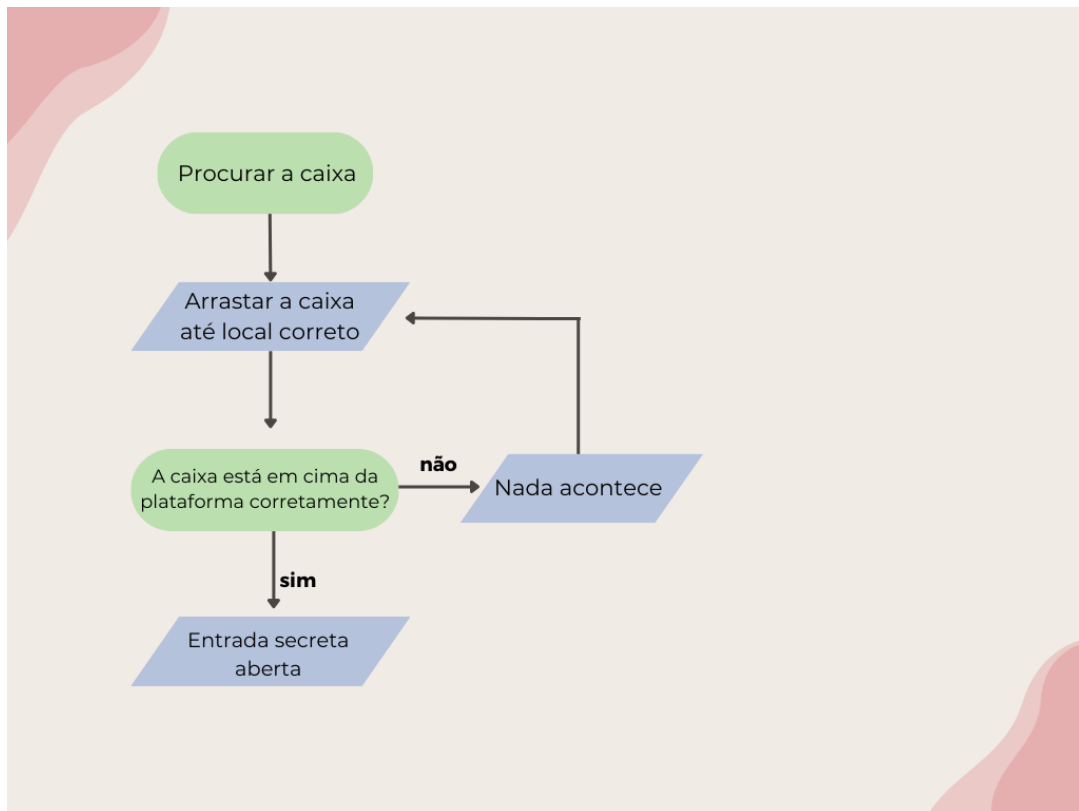 Procurar a caixa
Arrastar a caixa
até local correto
A caixa está em cima da
plataforma corretamente?
não
Nada acontece
sim
Entrada secreta
aberta